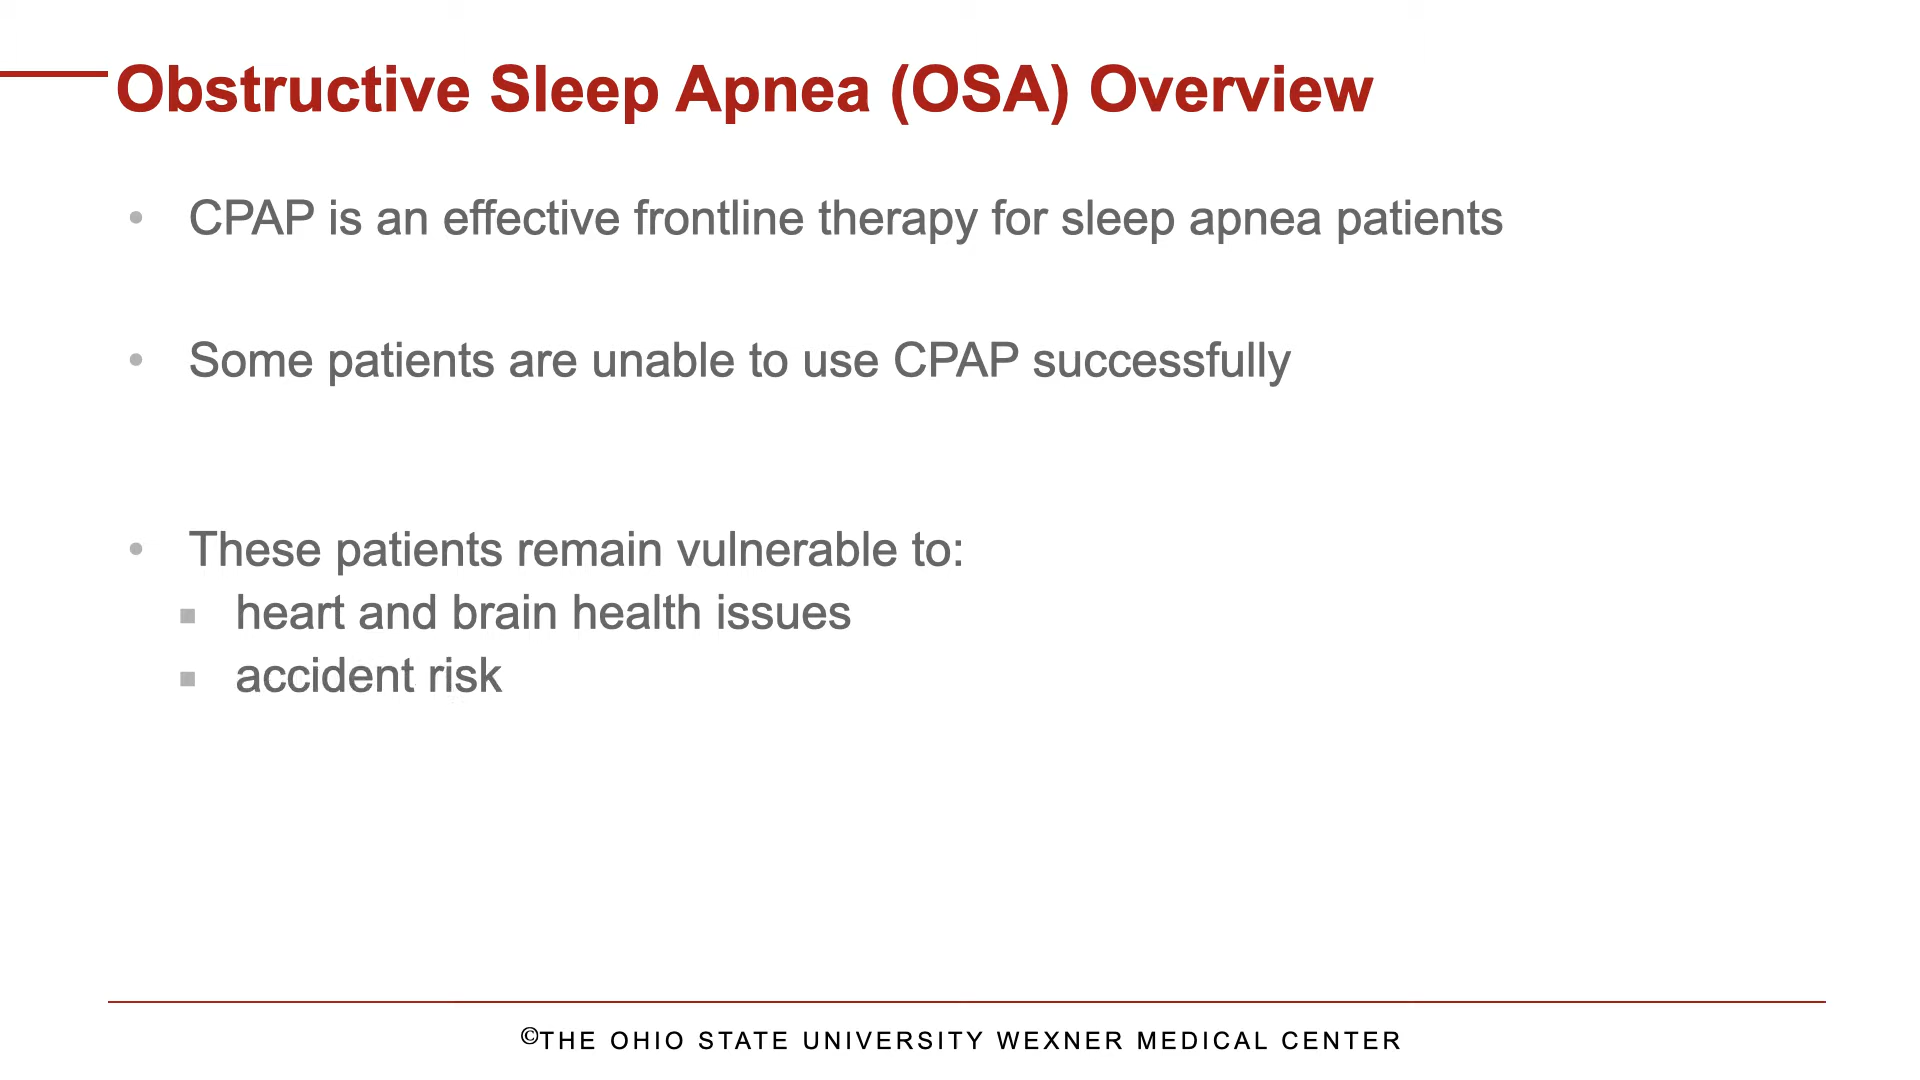 Obstructive Sleep Apnea (OSA) Overview
• CPAP is an effective frontline therapy for sleep apnea patients
• Some patients are unable to use CPAP successfully
• These patients remain vulnerable to:
▪ heart and brain health issues
▪ accident risk
©THE OHIO STATE UNIVERSITY WEXNER MEDICAL CENTER